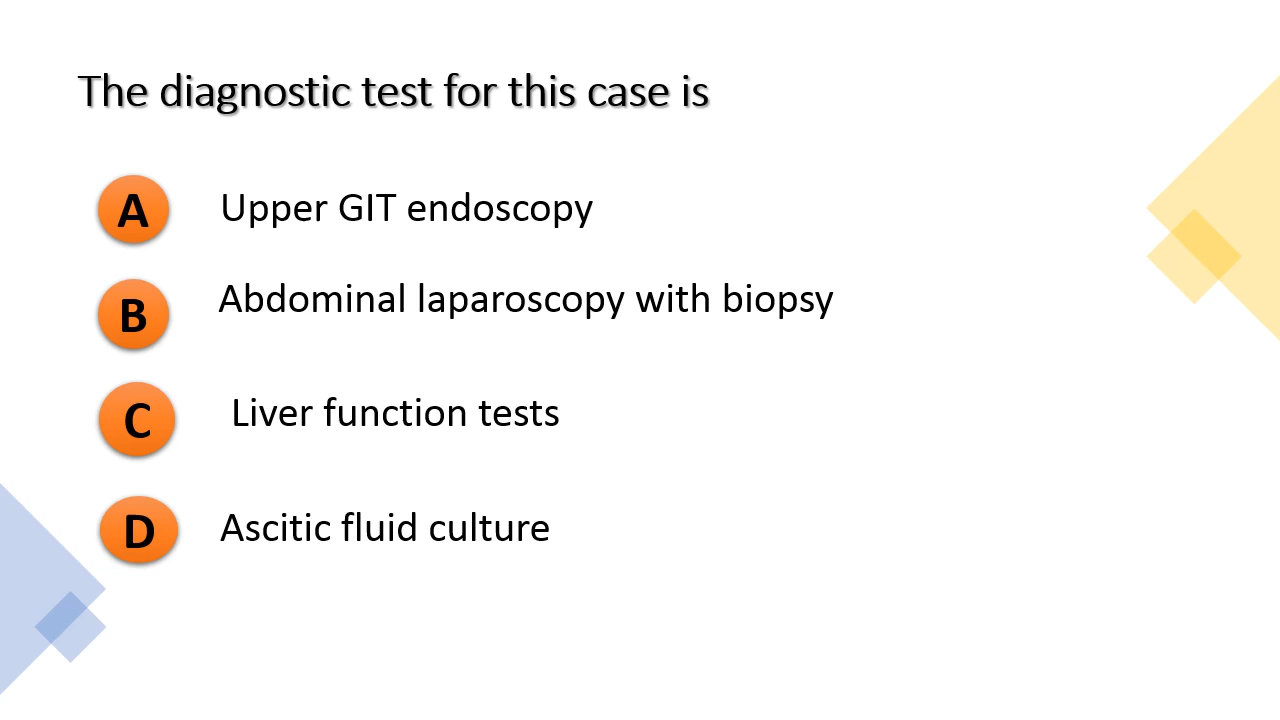 The diagnostic test for this case is
A Upper GIT endoscopy
B Abdominal laparoscopy with biopsy
C Liver function tests
D Ascitic fluid culture